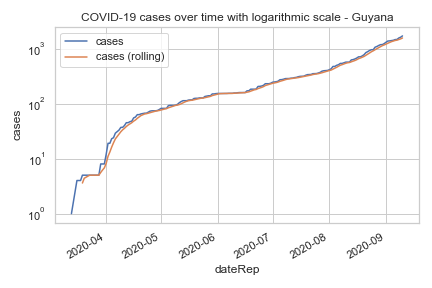 COVID-19 cases over time with logarithmic scale - Guyana
cases
cases (rolling)
10³
10²
10¹
10⁰
cases
2020-04
2020-05
2020-06
2020-07
2020-08
2020-09
dateRep